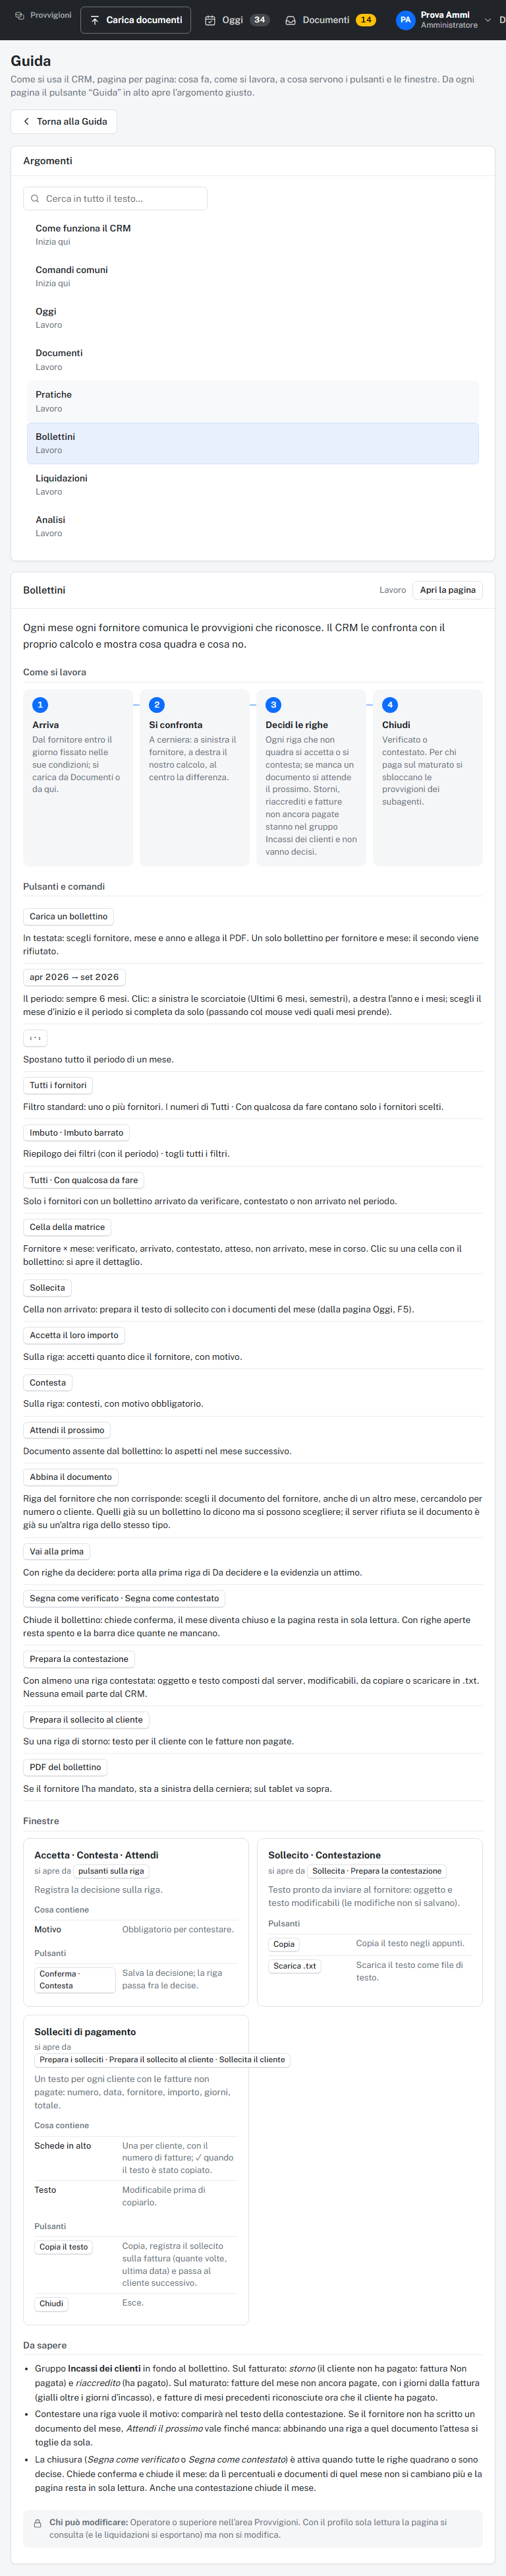 Provvigioni
Carica documenti
Oggi 34
Documenti 14
PA
Prova Ammi
Amministratore
D
Guida
Come si usa il CRM, pagina per pagina: cosa fa, come si lavora, a cosa servono i pulsanti e le finestre. Da ogni
pagina il pulsante “Guida” in alto apre l'argomento giusto.
Torna alla Guida
Argomenti
Cerca in tutto il testo...
Come funziona il CRM
Inizia qui
Comandi comuni
Inizia qui
Oggi
Lavoro
Documenti
Lavoro
Pratiche
Lavoro
Bollettini
Lavoro
Liquidazioni
Lavoro
Analisi
Lavoro
Bollettini
Lavoro
Apri la pagina
Ogni mese ogni fornitore comunica le provvigioni che riconosce. Il CRM le confronta con il
proprio calcolo e mostra cosa quadra e cosa no.
Come si lavora
1
Arriva
Dal fornitore entro il
giorno fissato nelle
sue condizioni; si
carica da Documenti o
da qui.
2
Si confronta
A cerniera: a sinistra il
fornitore, a destra il
nostro calcolo, al
centro la differenza.
3
Decidi le righe
Ogni riga che non
quadra si accetta o si
contesta; se manca un
documento si attende
il prossimo. Storni,
riaccrediti e fatture
non ancora pagate
stanno nel gruppo
Incassi dei clienti e non
vanno decisi.
4
Chiudi
Verificato o
contestato. Per chi
paga sul maturato si
sbloccano le
provvigioni dei
subagenti.
Pulsanti e comandi
Carica un bollettino
In testata: scegli fornitore, mese e anno e allega il PDF. Un solo bollettino per fornitore e mese: il secondo viene
rifiutato.
apr 2026 → set 2026
Il periodo: sempre 6 mesi. Clic: a sinistra le scorciatoie (Ultimi 6 mesi, semestri), a destra l'anno e i mesi; scegli il
mese d'inizio e il periodo si completa da solo (passando col mouse vedi quali mesi prende).
‹ · ›
Spostano tutto il periodo di un mese.
Tutti i fornitori
Filtro standard: uno o più fornitori. I numeri di Tutti · Con qualcosa da fare contano solo i fornitori scelti.
Imbuto · Imbuto barrato
Riepilogo dei filtri (con il periodo) · togli tutti i filtri.
Tutti · Con qualcosa da fare
Solo i fornitori con un bollettino arrivato da verificare, contestato o non arrivato nel periodo.
Cella della matrice
Fornitore × mese: verificato, arrivato, contestato, atteso, non arrivato, mese in corso. Clic su una cella con il
bollettino: si apre il dettaglio.
Sollecita
Cella non arrivato: prepara il testo di sollecito con i documenti del mese (dalla pagina Oggi, F5).
Accetta il loro importo
Sulla riga: accetti quanto dice il fornitore, con motivo.
Contesta
Sulla riga: contesti, con motivo obbligatorio.
Attendi il prossimo
Documento assente dal bollettino: lo aspetti nel mese successivo.
Abbina il documento
Riga del fornitore che non corrisponde: scegli il documento del fornitore, anche di un altro mese, cercandolo per
numero o cliente. Quelli già su un bollettino lo dicono ma si possono scegliere; il server rifiuta se il documento è
già su un'altra riga dello stesso tipo.
Vai alla prima
Con righe da decidere: porta alla prima riga di Da decidere e la evidenzia un attimo.
Segna come verificato · Segna come contestato
Chiude il bollettino: chiede conferma, il mese diventa chiuso e la pagina resta in sola lettura. Con righe aperte
resta spento e la barra dice quante ne mancano.
Prepara la contestazione
Con almeno una riga contestata: oggetto e testo composti dal server, modificabili, da copiare o scaricare in .txt.
Nessuna email parte dal CRM.
Prepara il sollecito al cliente
Su una riga di storno: testo per il cliente con le fatture non pagate.
PDF del bollettino
Se il fornitore l'ha mandato, sta a sinistra della cerniera; sul tablet va sopra.
Finestre
Accetta · Contesta · Attendi
si apre da pulsanti sulla riga
Registra la decisione sulla riga.
Cosa contiene
Motivo
Obbligatorio per contestare.
Pulsanti
Conferma ·
Contesta
Salva la decisione; la riga
passa fra le decise.
Sollecito · Contestazione
si apre da Sollecita · Prepara la contestazione
Testo pronto da inviare al fornitore: oggetto e
testo modificabili (le modifiche non si salvano).
Pulsanti
Copia
Copia il testo negli appunti.
Scarica .txt
Scarica il testo come file di
testo.
Solleciti di pagamento
si apre da
Prepara i solleciti · Prepara il sollecito al cliente · Sollecita il cliente
Un testo per ogni cliente con le fatture non
pagate: numero, data, fornitore, importo, giorni,
totale.
Cosa contiene
Schede in alto
Una per cliente, con il
numero di fatture; ✓ quando
il testo è stato copiato.
Testo
Modificabile prima di
copiarlo.
Pulsanti
Copia il testo
Copia, registra il sollecito
sulla fattura (quante volte,
ultima data) e passa al
cliente successivo.
Chiudi
Esce.
Da sapere
• Gruppo Incassi dei clienti in fondo al bollettino. Sul fatturato: storno (il cliente non ha pagato: fattura Non
pagata) e riaccredito (ha pagato). Sul maturato: fatture del mese non ancora pagate, con i giorni dalla fattura
(gialli oltre i giorni d'incasso), e fatture di mesi precedenti riconosciute ora che il cliente ha pagato.
• Contestare una riga vuole il motivo: comparirà nel testo della contestazione. Se il fornitore non ha scritto un
documento del mese, Attendi il prossimo vale finché manca: abbinando una riga a quel documento l'attesa si
toglie da sola.
• La chiusura (Segna come verificato o Segna come contestato) è attiva quando tutte le righe quadrano o sono
decise. Chiede conferma e chiude il mese: da lì percentuali e documenti di quel mese non si cambiano più e la
pagina resta in sola lettura. Anche una contestazione chiude il mese.
Chi può modificare: Operatore o superiore nell'area Provvigioni. Con il profilo sola lettura la pagina si
consulta (e le liquidazioni si esportano) ma non si modifica.